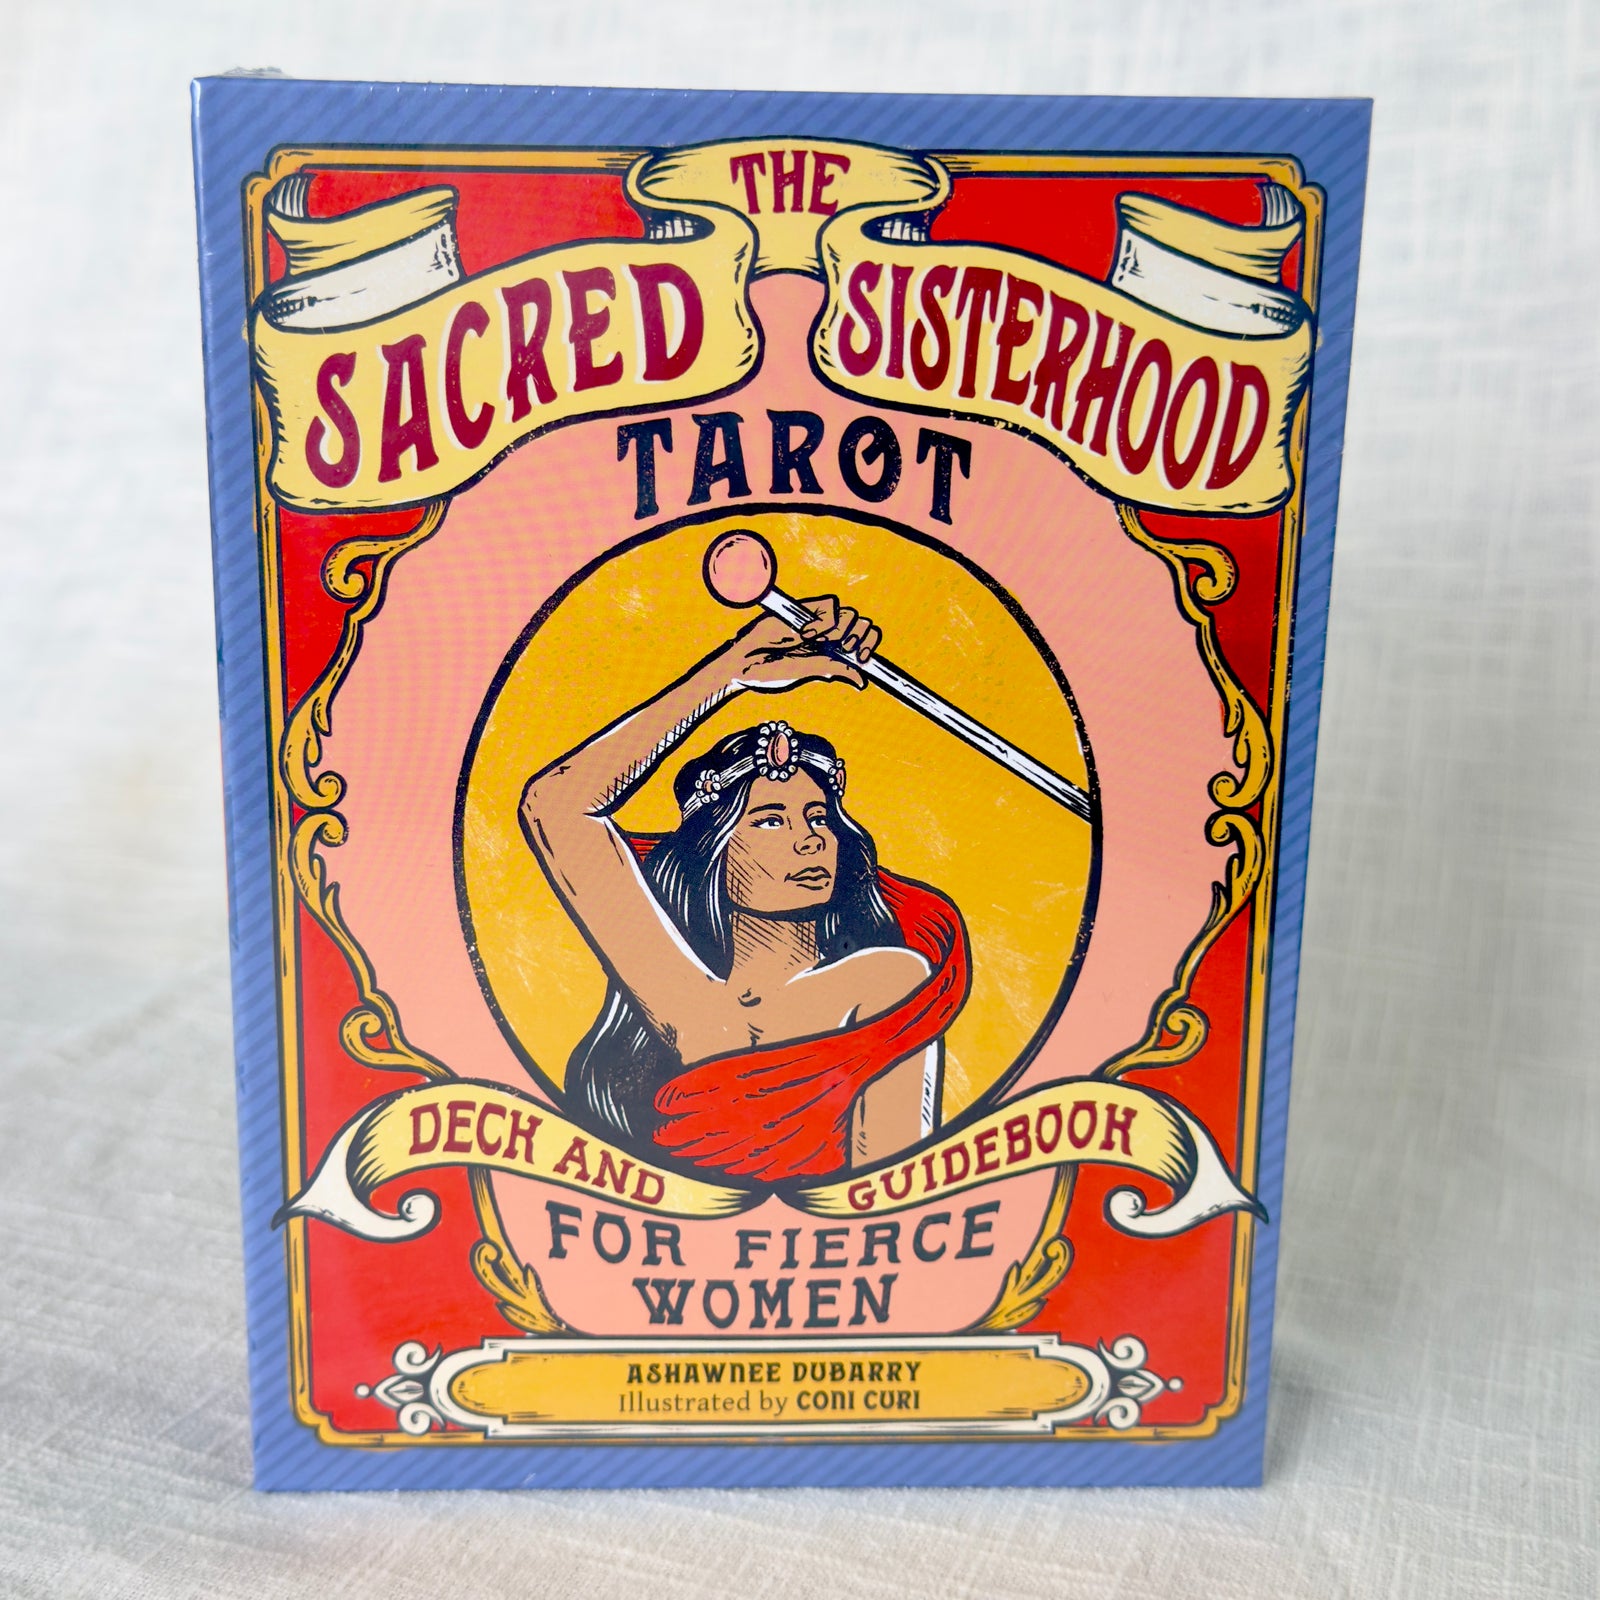 THE
SACRED SISTERHOOD
TAROT
DECK AND GUIDEBOOK
FOR FIERCE
WOMEN
ASHAWNEE DUBARRY
Illustrated by CONI CURI